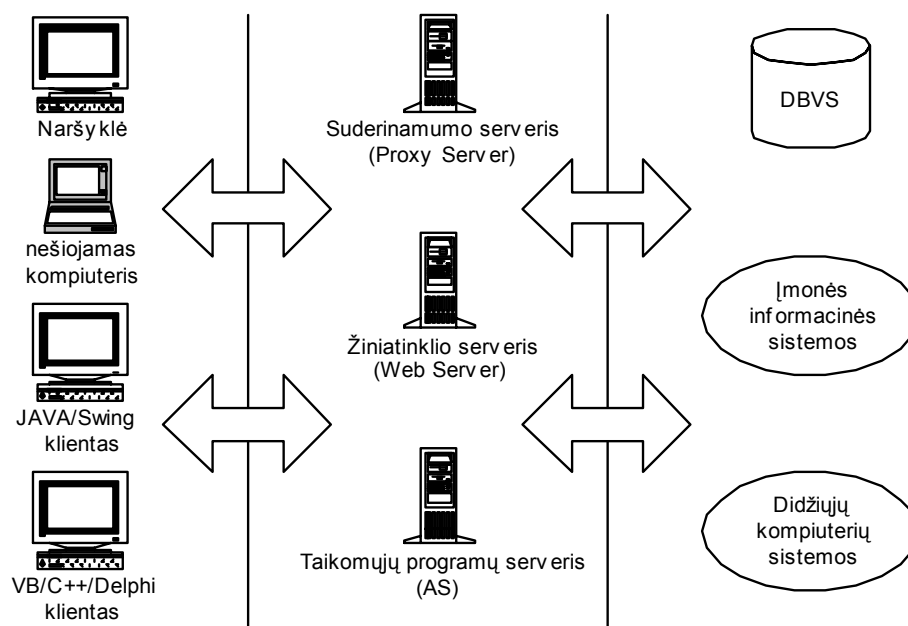 Naršyklė
nešiojamas
kompiuteris
JAVA/Swing
klientas
VB/C++/Delphi
klientas
Suderinamumo serveris
(Proxy Server)
Žiniatinklio serveris
(Web Server)
Taikomųjų programų serveris
(AS)
DBVS
Įmonės
informacinės
sistemos
Didžiųjų
kompiuterių
sistemos